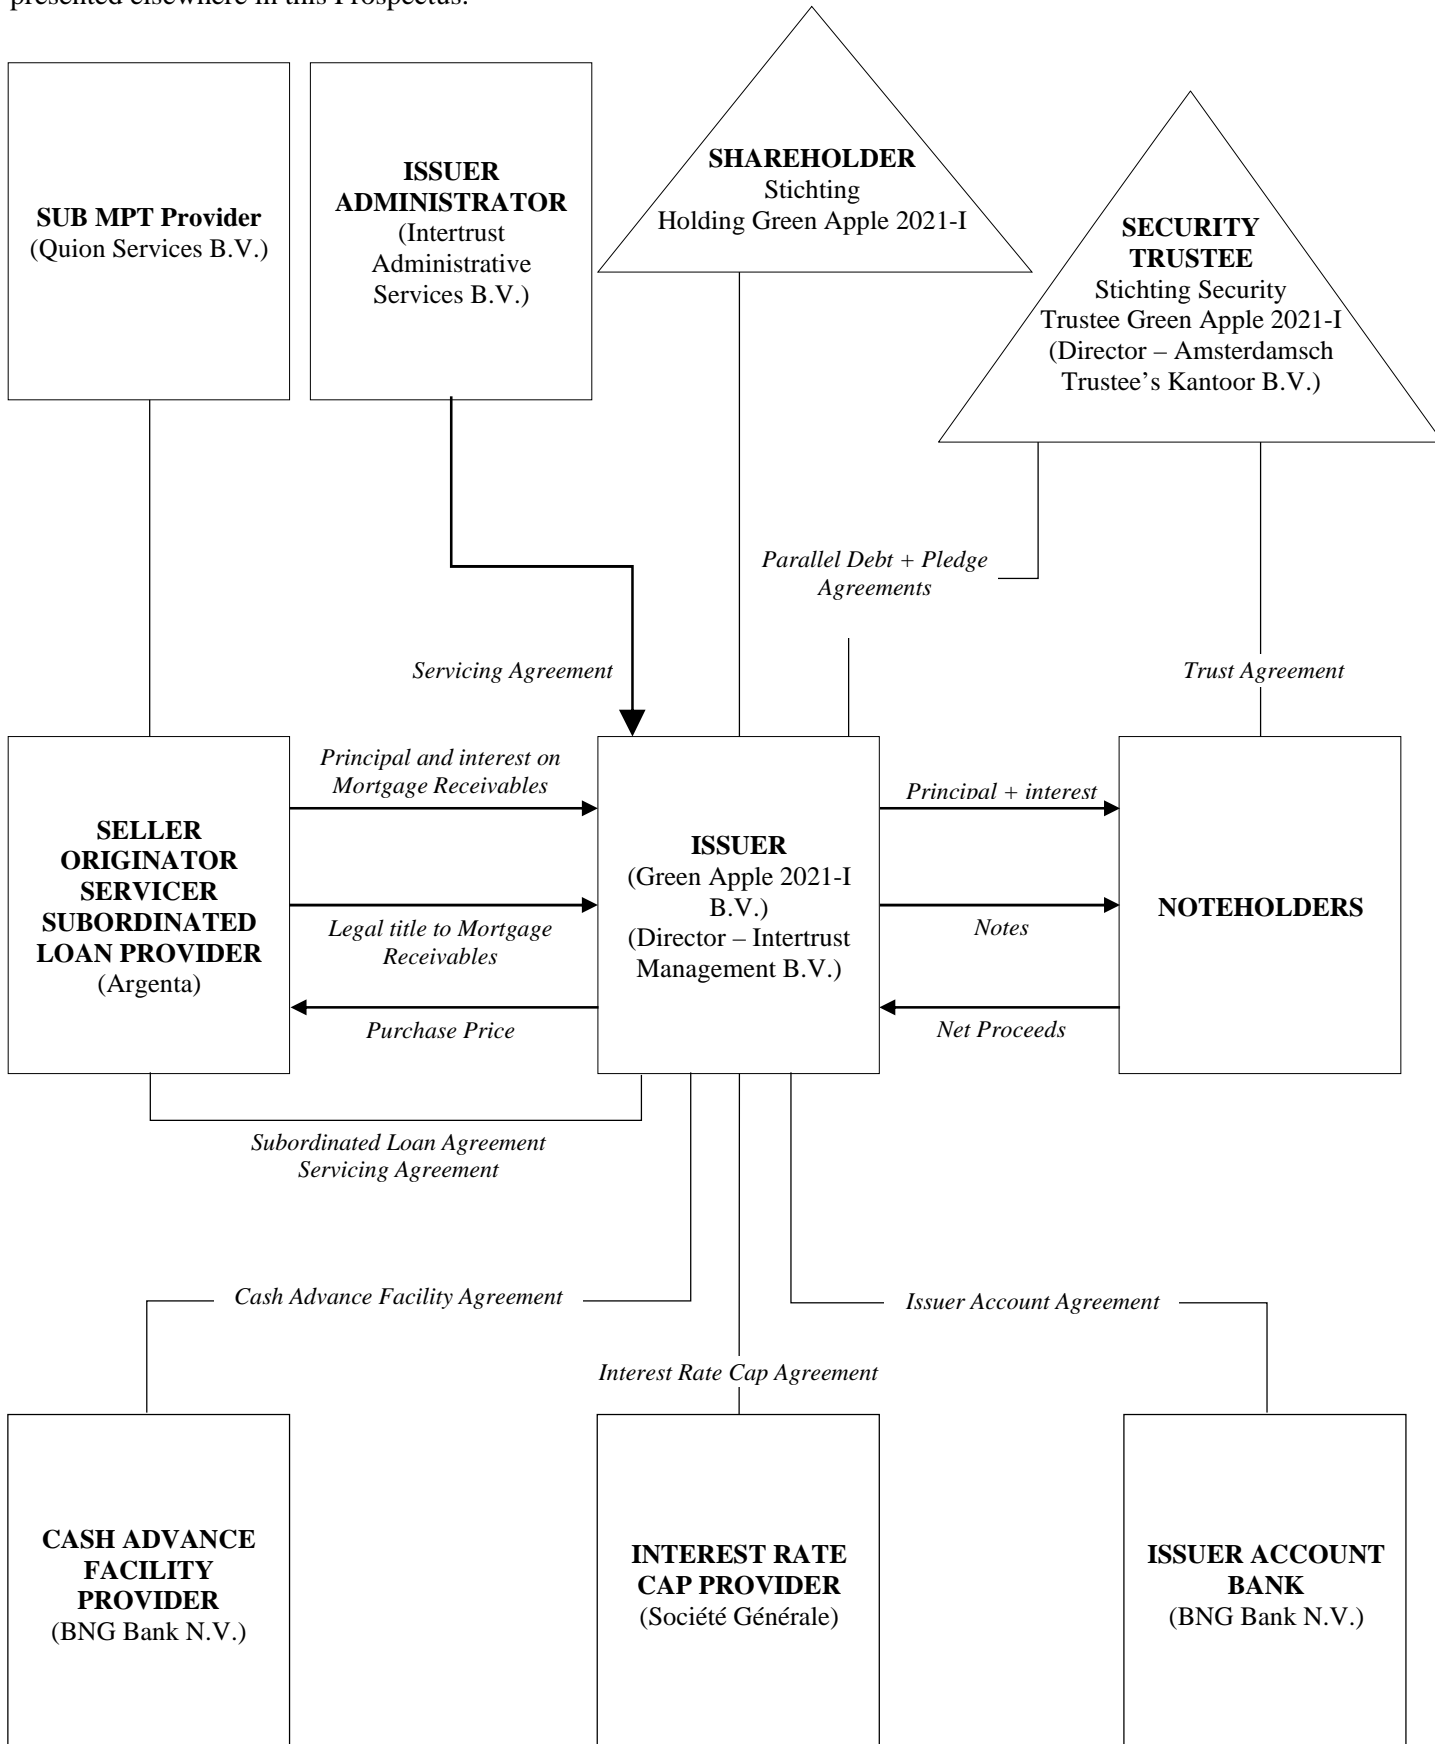 presented elsewhere in this Prospectus.
SUB MPT Provider
(Quion Services B.V.)
ISSUER
ADMINISTRATOR
(Intertrust
Administrative
Services B.V.)
SHAREHOLDER
Stichting
Holding Green Apple 2021-I
SECURITY
TRUSTEE
Stichting Security
Trustee Green Apple 2021-I
(Director – Amsterdamsch
Trustee’s Kantoor B.V.)
Parallel Debt + Pledge
Agreements
Servicing Agreement
Trust Agreement
SELLER
ORIGINATOR
SERVICER
SUBORDINATED
LOAN PROVIDER
(Argenta)
Principal and interest on
Mortgage Receivables
Legal title to Mortgage
Receivables
Purchase Price
ISSUER
(Green Apple 2021-I
B.V.)
(Director – Intertrust
Management B.V.)
Principal + interest
Notes
Net Proceeds
NOTEHOLDERS
Subordinated Loan Agreement
Servicing Agreement
Cash Advance Facility Agreement
Issuer Account Agreement
Interest Rate Cap Agreement
CASH ADVANCE
FACILITY
PROVIDER
(BNG Bank N.V.)
INTEREST RATE
CAP PROVIDER
(Société Générale)
ISSUER ACCOUNT
BANK
(BNG Bank N.V.)